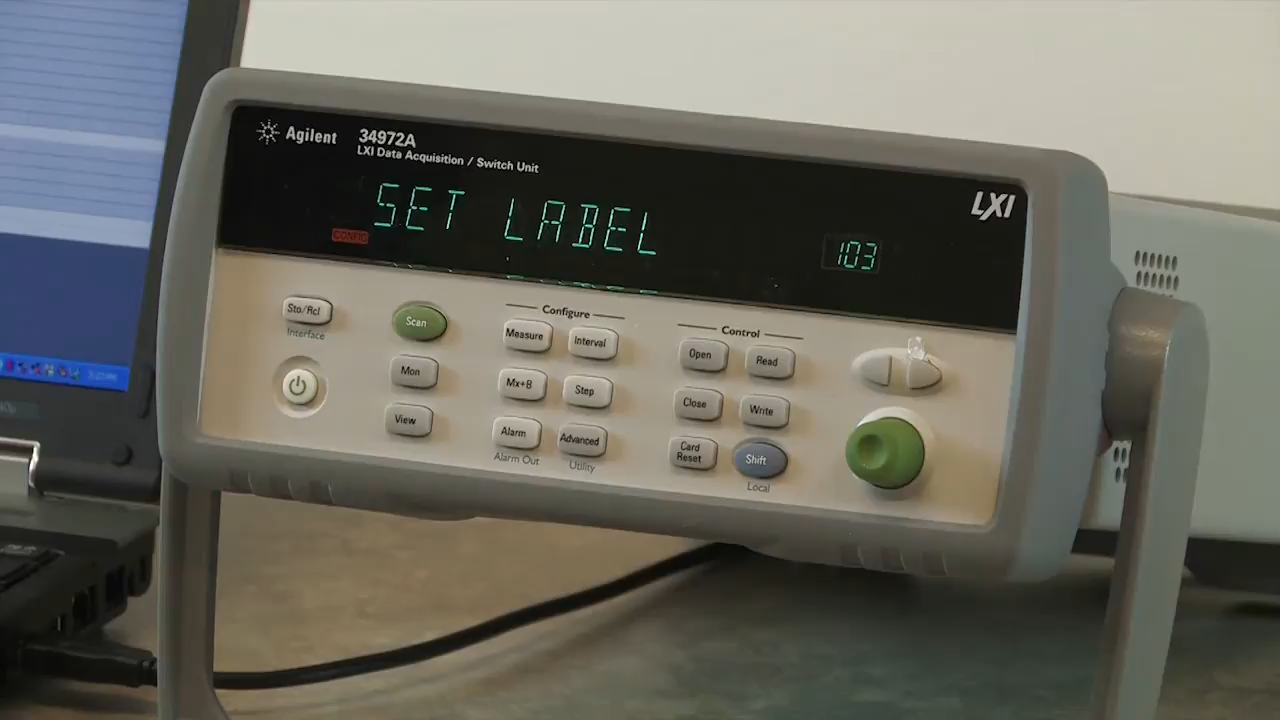 Agilent 34972A
LXI Data Acquisition / Switch Unit
LXI
SET LABEL
CONFIG
103
Sto/Rcl
Interface
Scan
Mon
View
Configure
Measure
Interval
Mx+B
Step
Alarm
Advanced
Alarm Out
Utility
Control
Open
Read
Close
Write
Card
Reset
Shift
Local